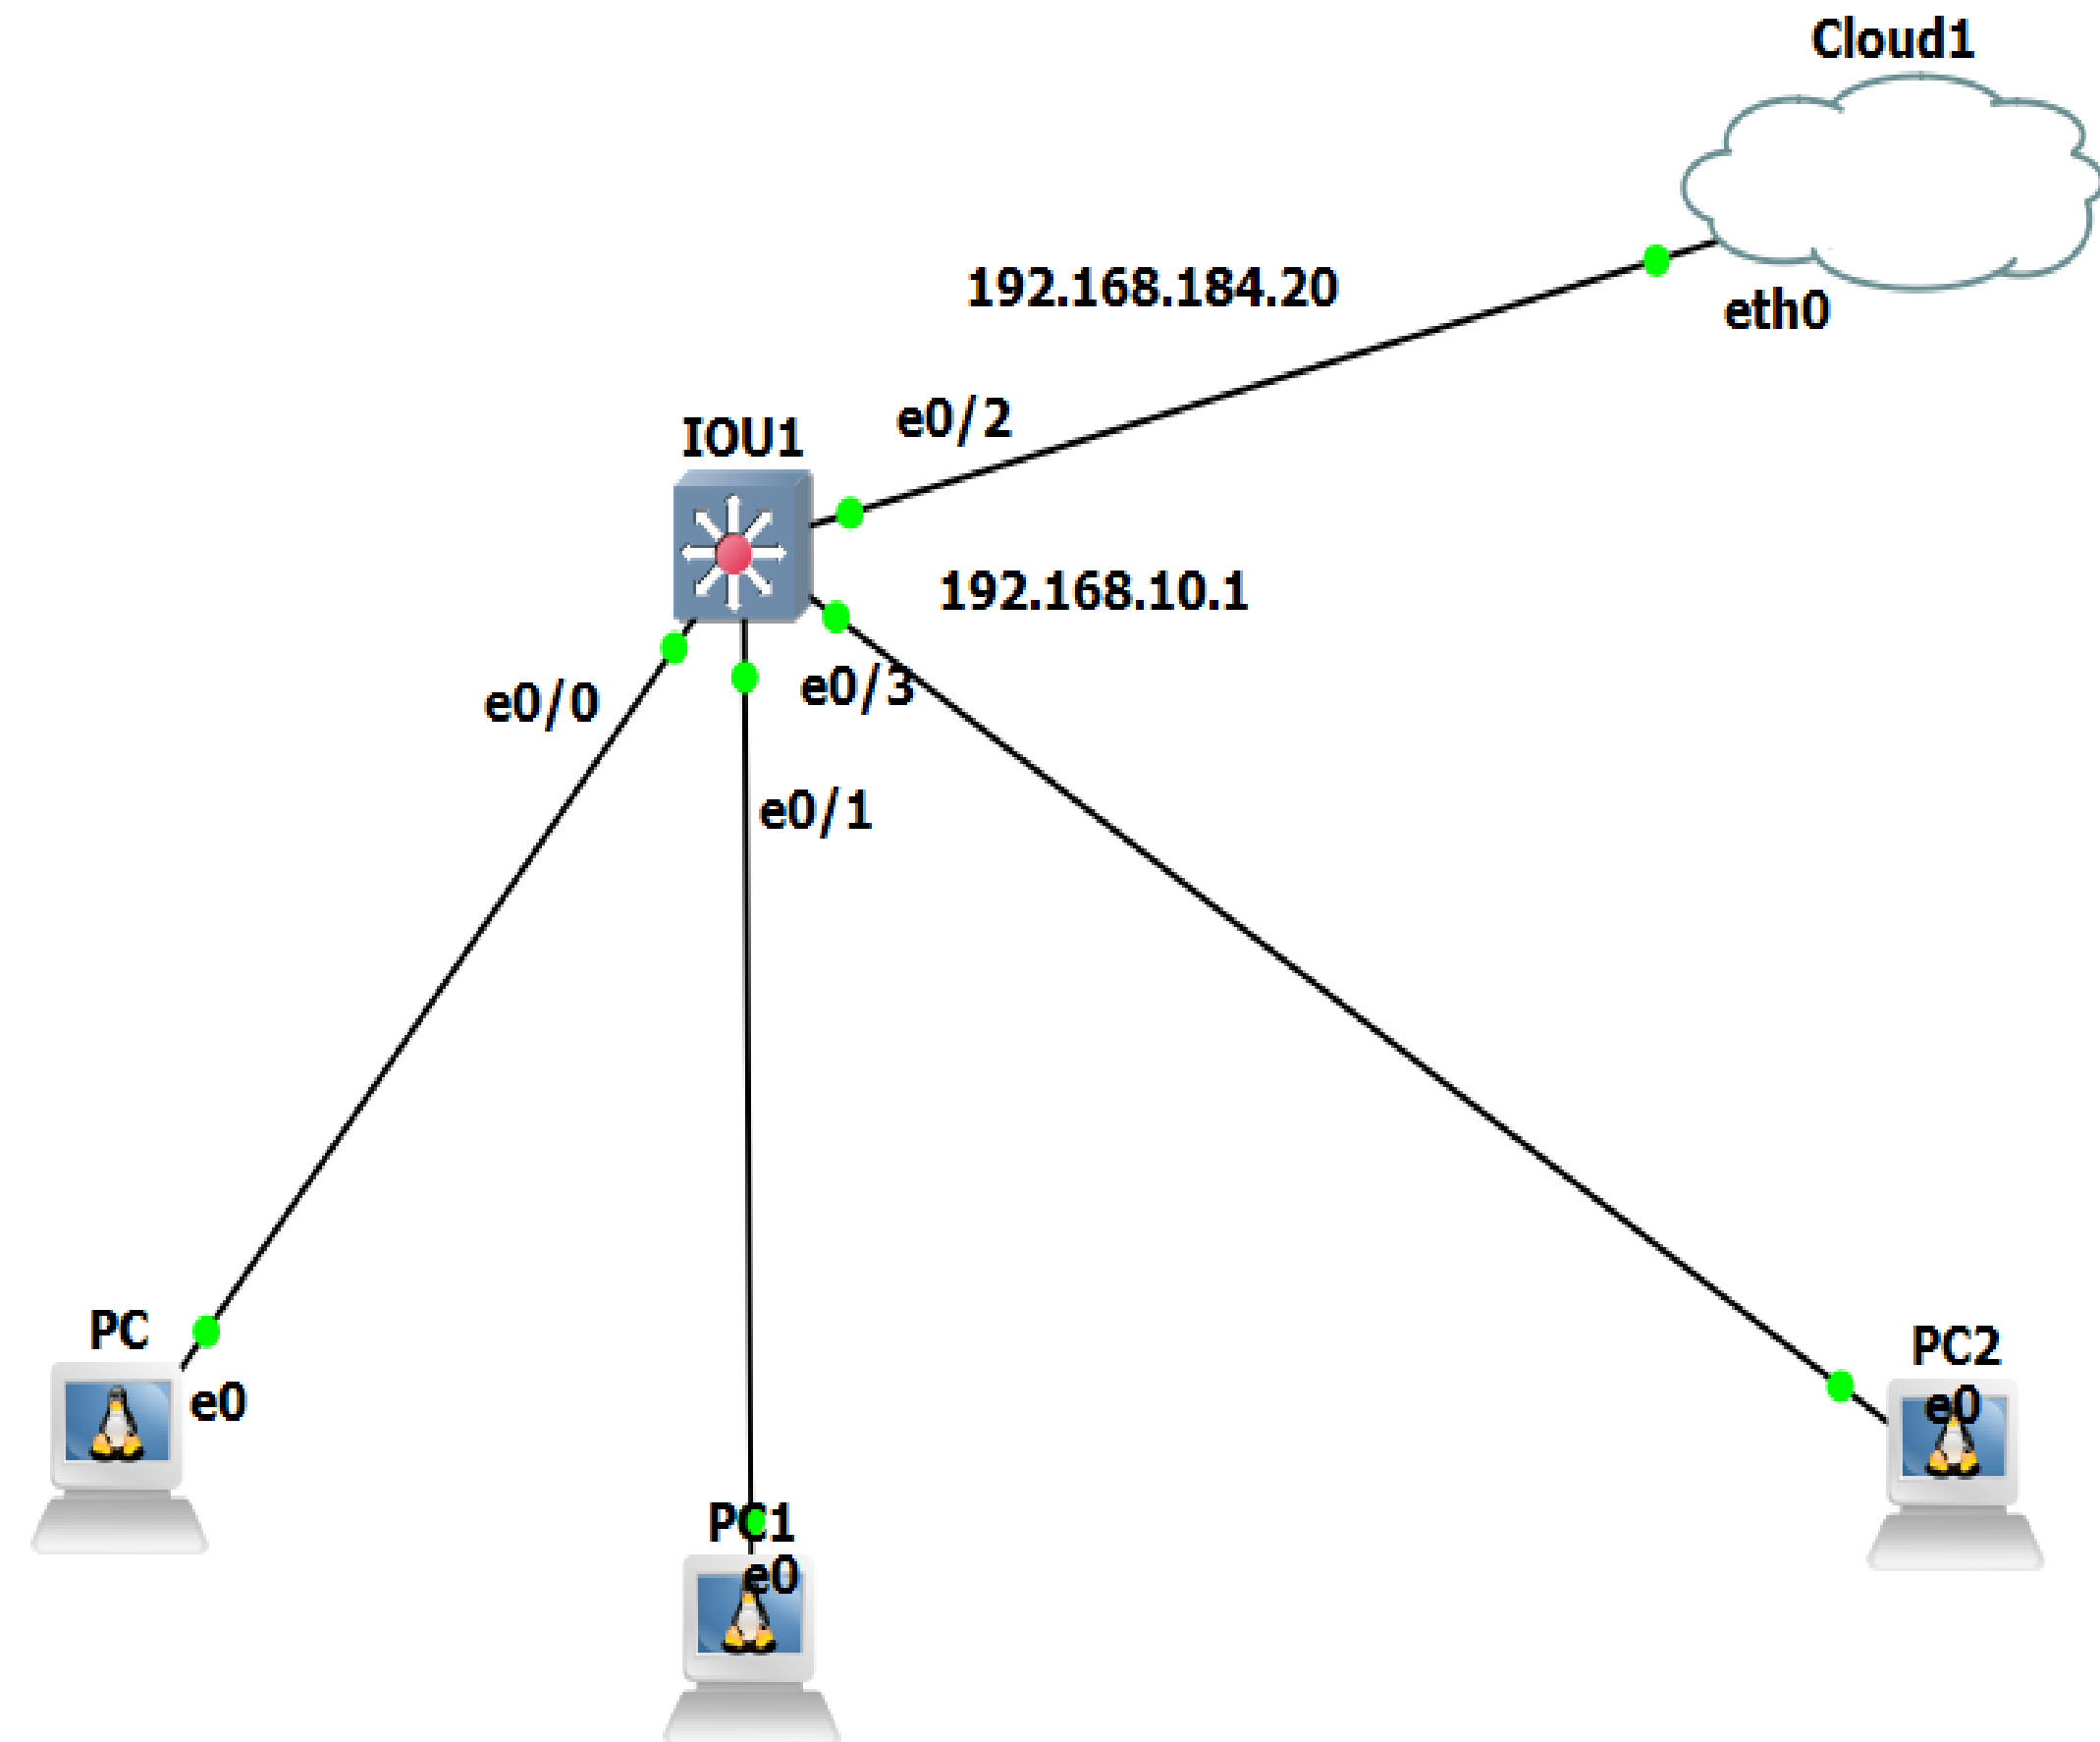 Cloud1
192.168.184.20
eth0
e0/2
IOU1
192.168.10.1
e0/0
e0/3
e0/1
PC
e0
PC2
e0
PC1
e0